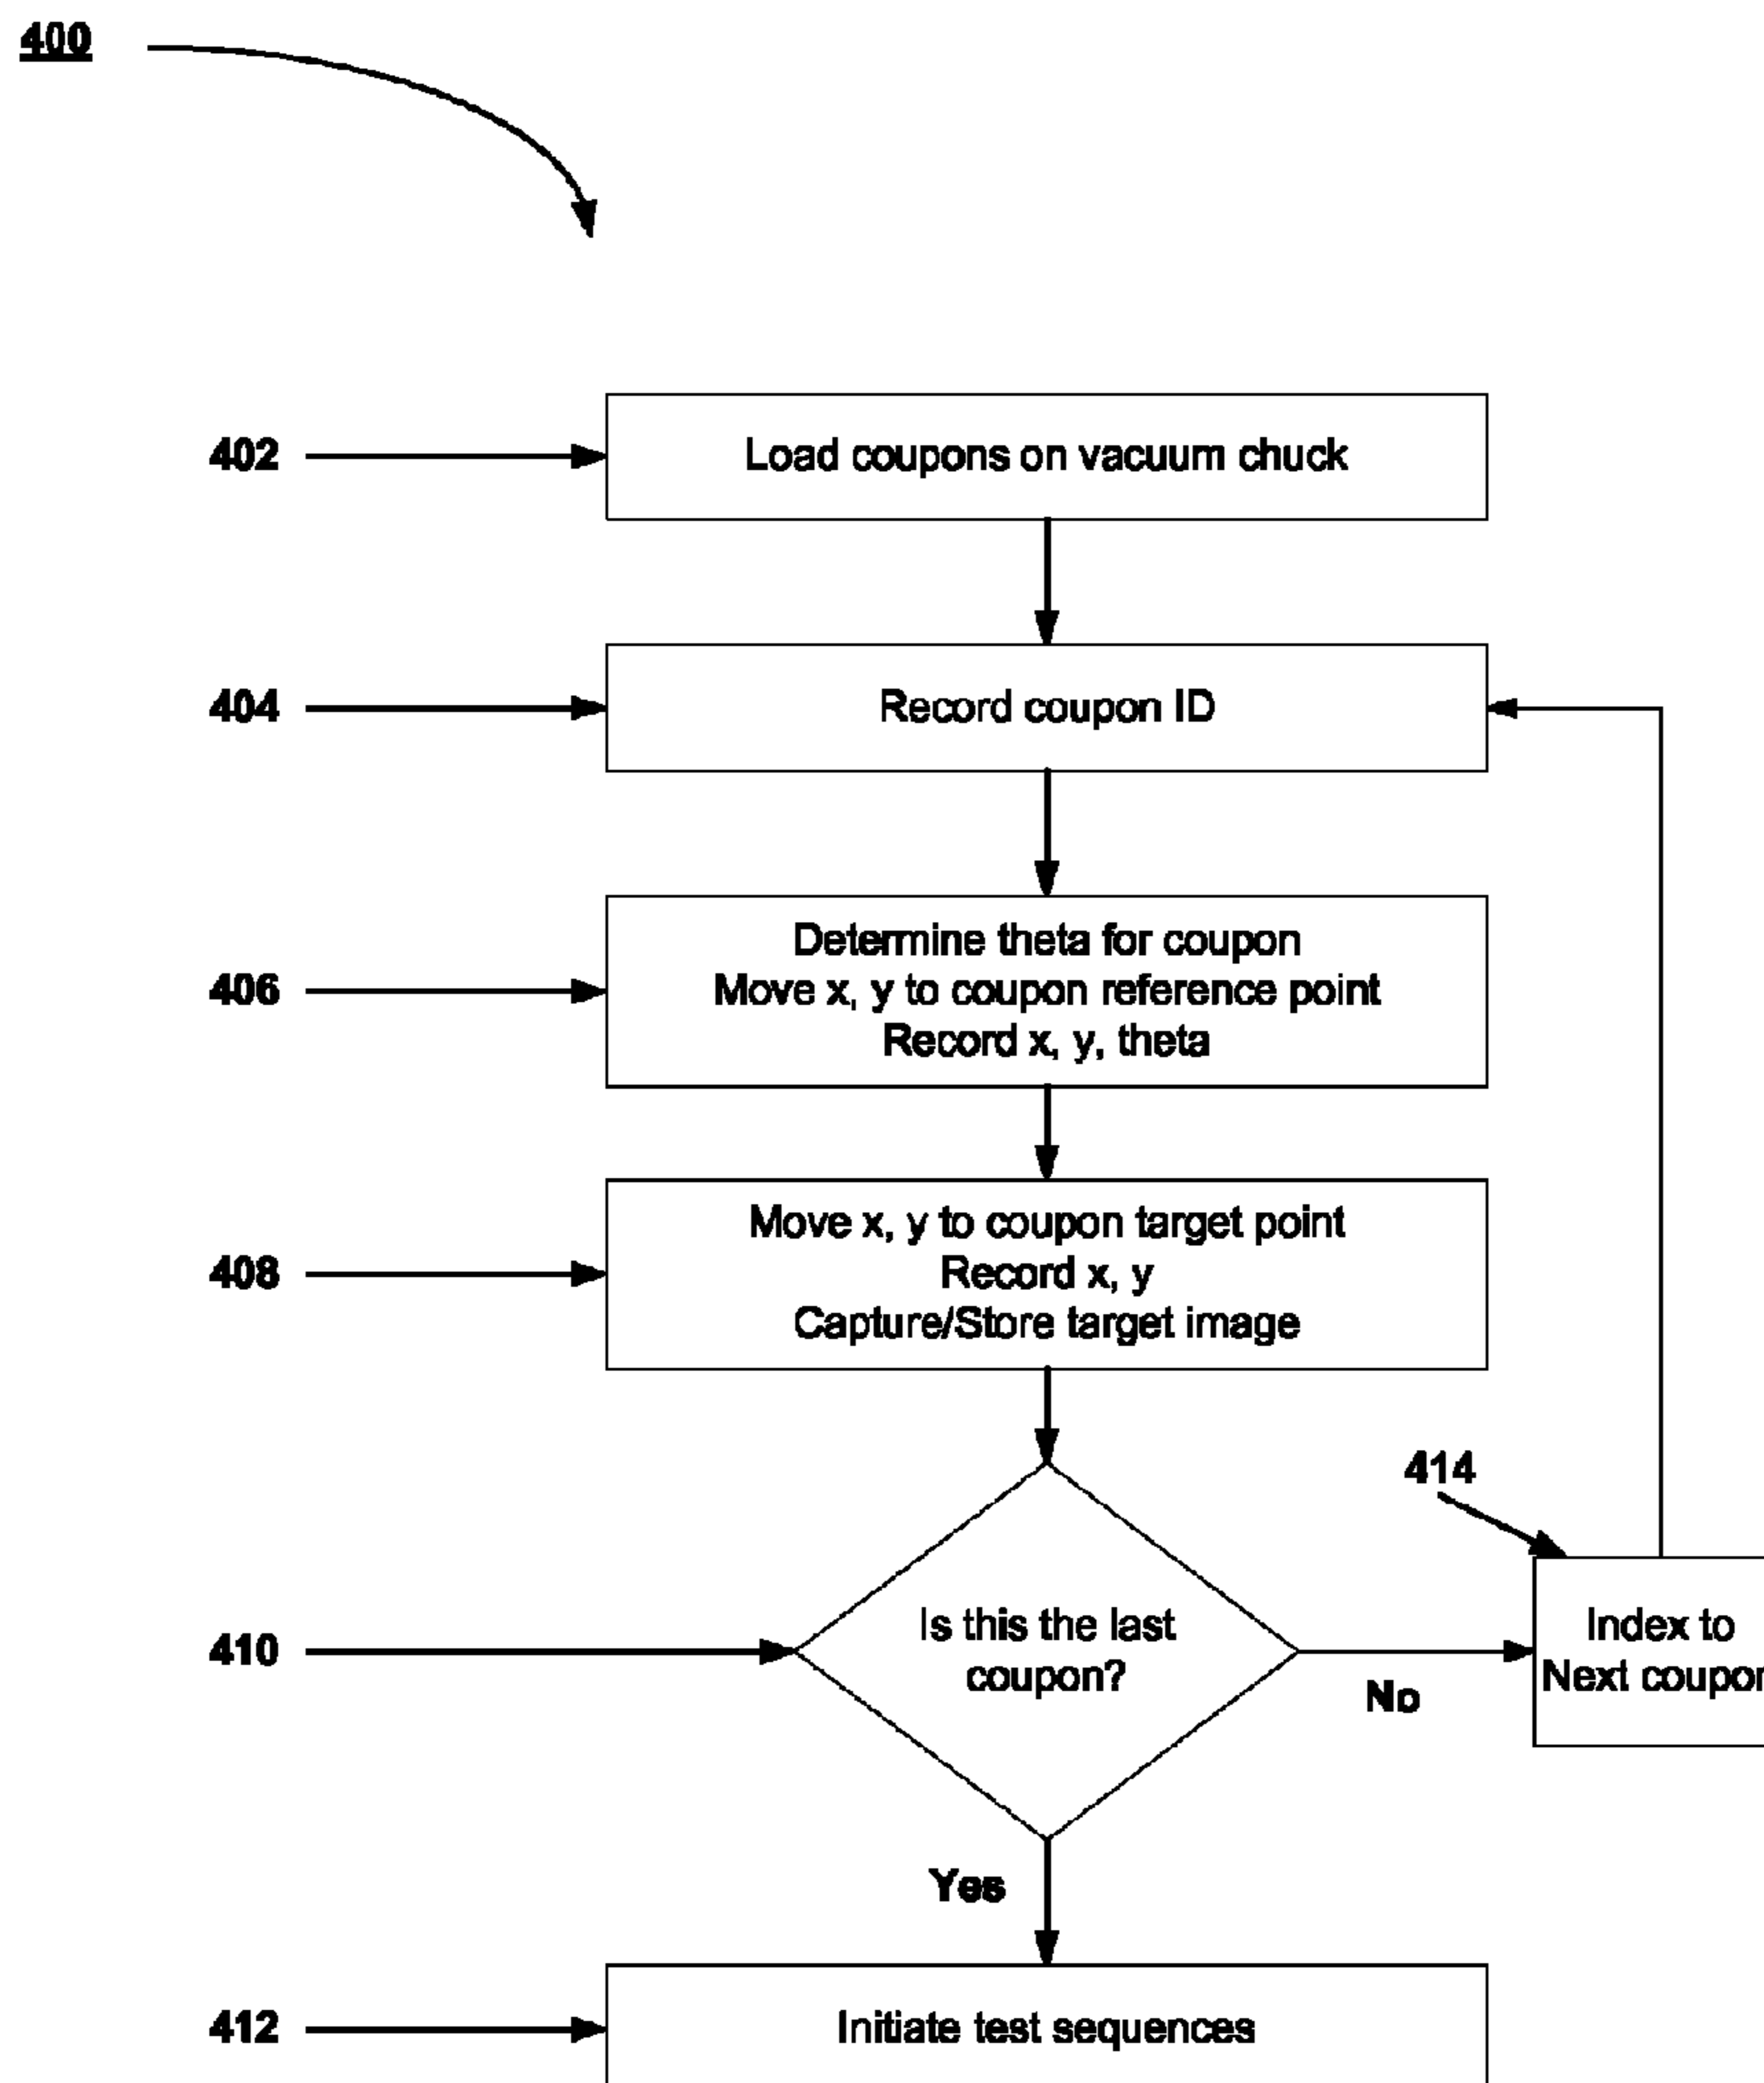 400
402
Load coupons on vacuum chuck
404
Record coupon ID
406
Determine theta for coupon
Move x, y to coupon reference point
Record x, y, theta
408
Move x, y to coupon target point
Record x, y
Capture/Store target image
414
410
Is this the last
coupon?
No
Index to
Next coupon
Yes
412
Initiate test sequences